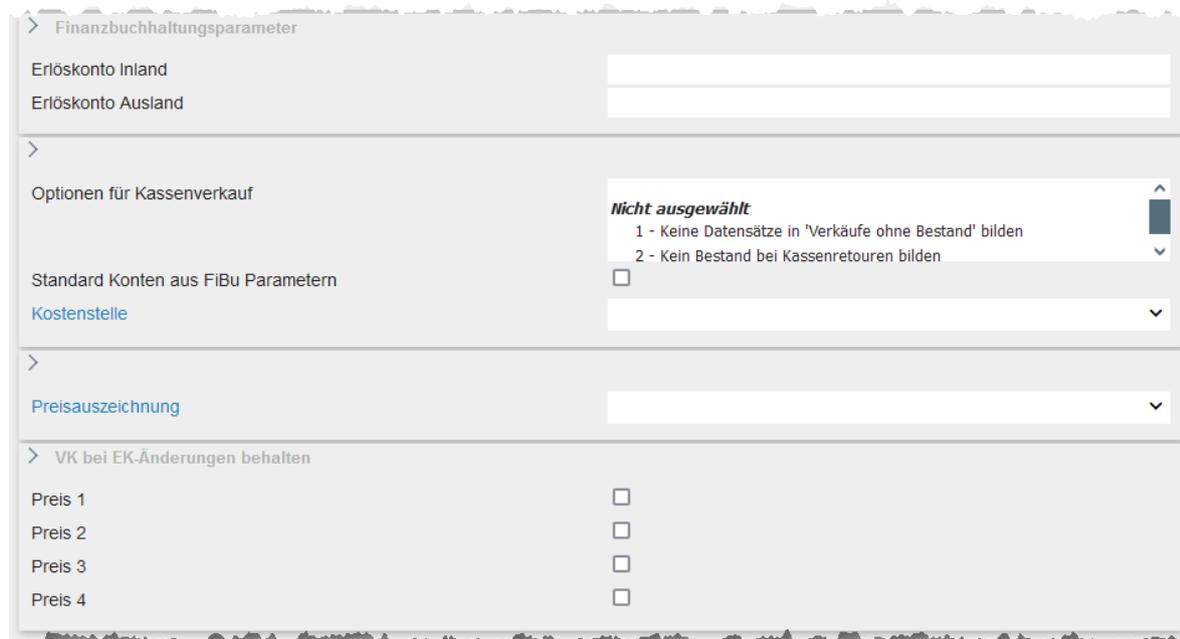 Finanzbuchhaltungsparameter
Erlöskonto Inland
Erlöskonto Ausland
Optionen für Kassenverkauf
Nicht ausgewählt
1 - Keine Datensätze in 'Verkäufe ohne Bestand' bilden
2 - Kein Bestand bei Kassenretouren bilden
Standard Konten aus FiBu Parametern
Kostenstelle
Preisauszeichnung
VK bei EK-Änderungen behalten
Preis 1
Preis 2
Preis 3
Preis 4